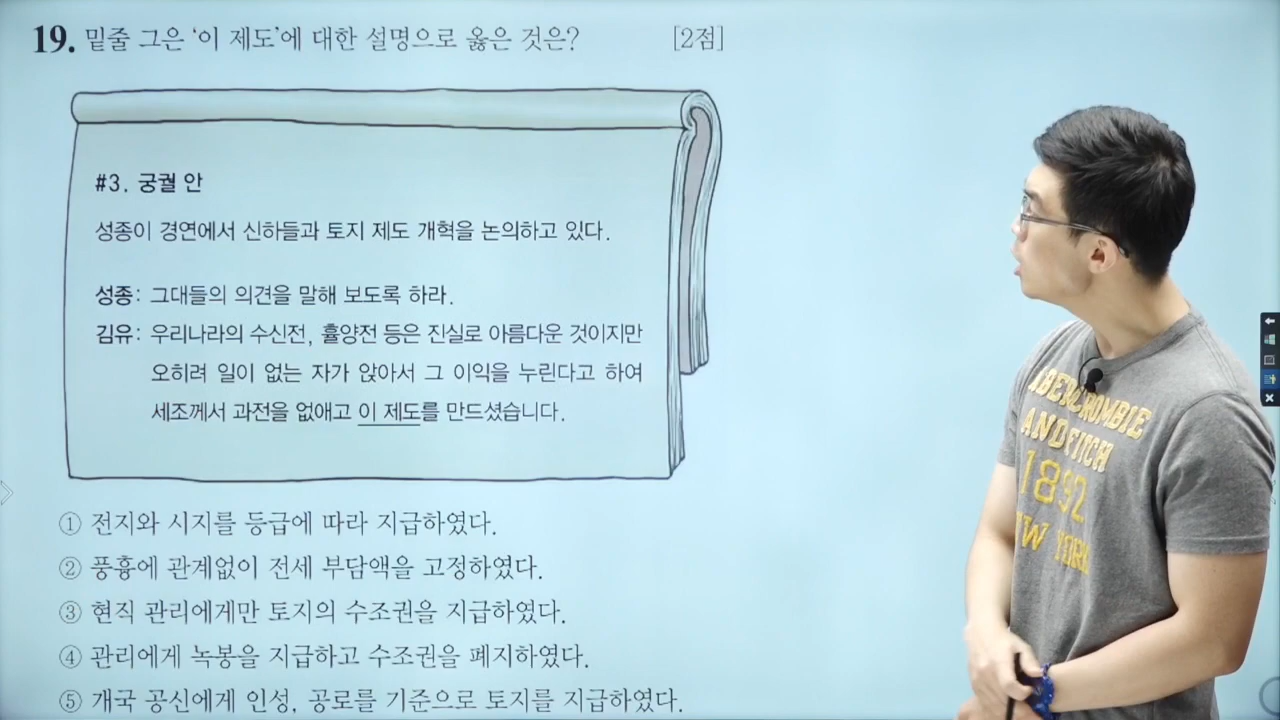 19. 밑줄 그은 '이 제도'에 대한 설명으로 옳은 것은? [2점]
#3. 궁궐 안
성종이 경연에서 신하들과 토지 제도 개혁을 논의하고 있다.
성종: 그대들의 의견을 말해 보도록 하라.
김유: 우리나라의 수신전, 휼양전 등은 진실로 아름다운 것이지만
오히려 일이 없는 자가 앉아서 그 이익을 누린다고 하여
세조께서 과전을 없애고 이 제도를 만드셨습니다.
① 전지와 시지를 등급에 따라 지급하였다.
② 풍흉에 관계없이 전세 부담액을 고정하였다.
③ 현직 관리에게만 토지의 수조권을 지급하였다.
④ 관리에게 녹봉을 지급하고 수조권을 폐지하였다.
⑤ 개국 공신에게 인성, 공로를 기준으로 토지를 지급하였다.
ABERCROMBIE
AND FITCH
1892
W YORK